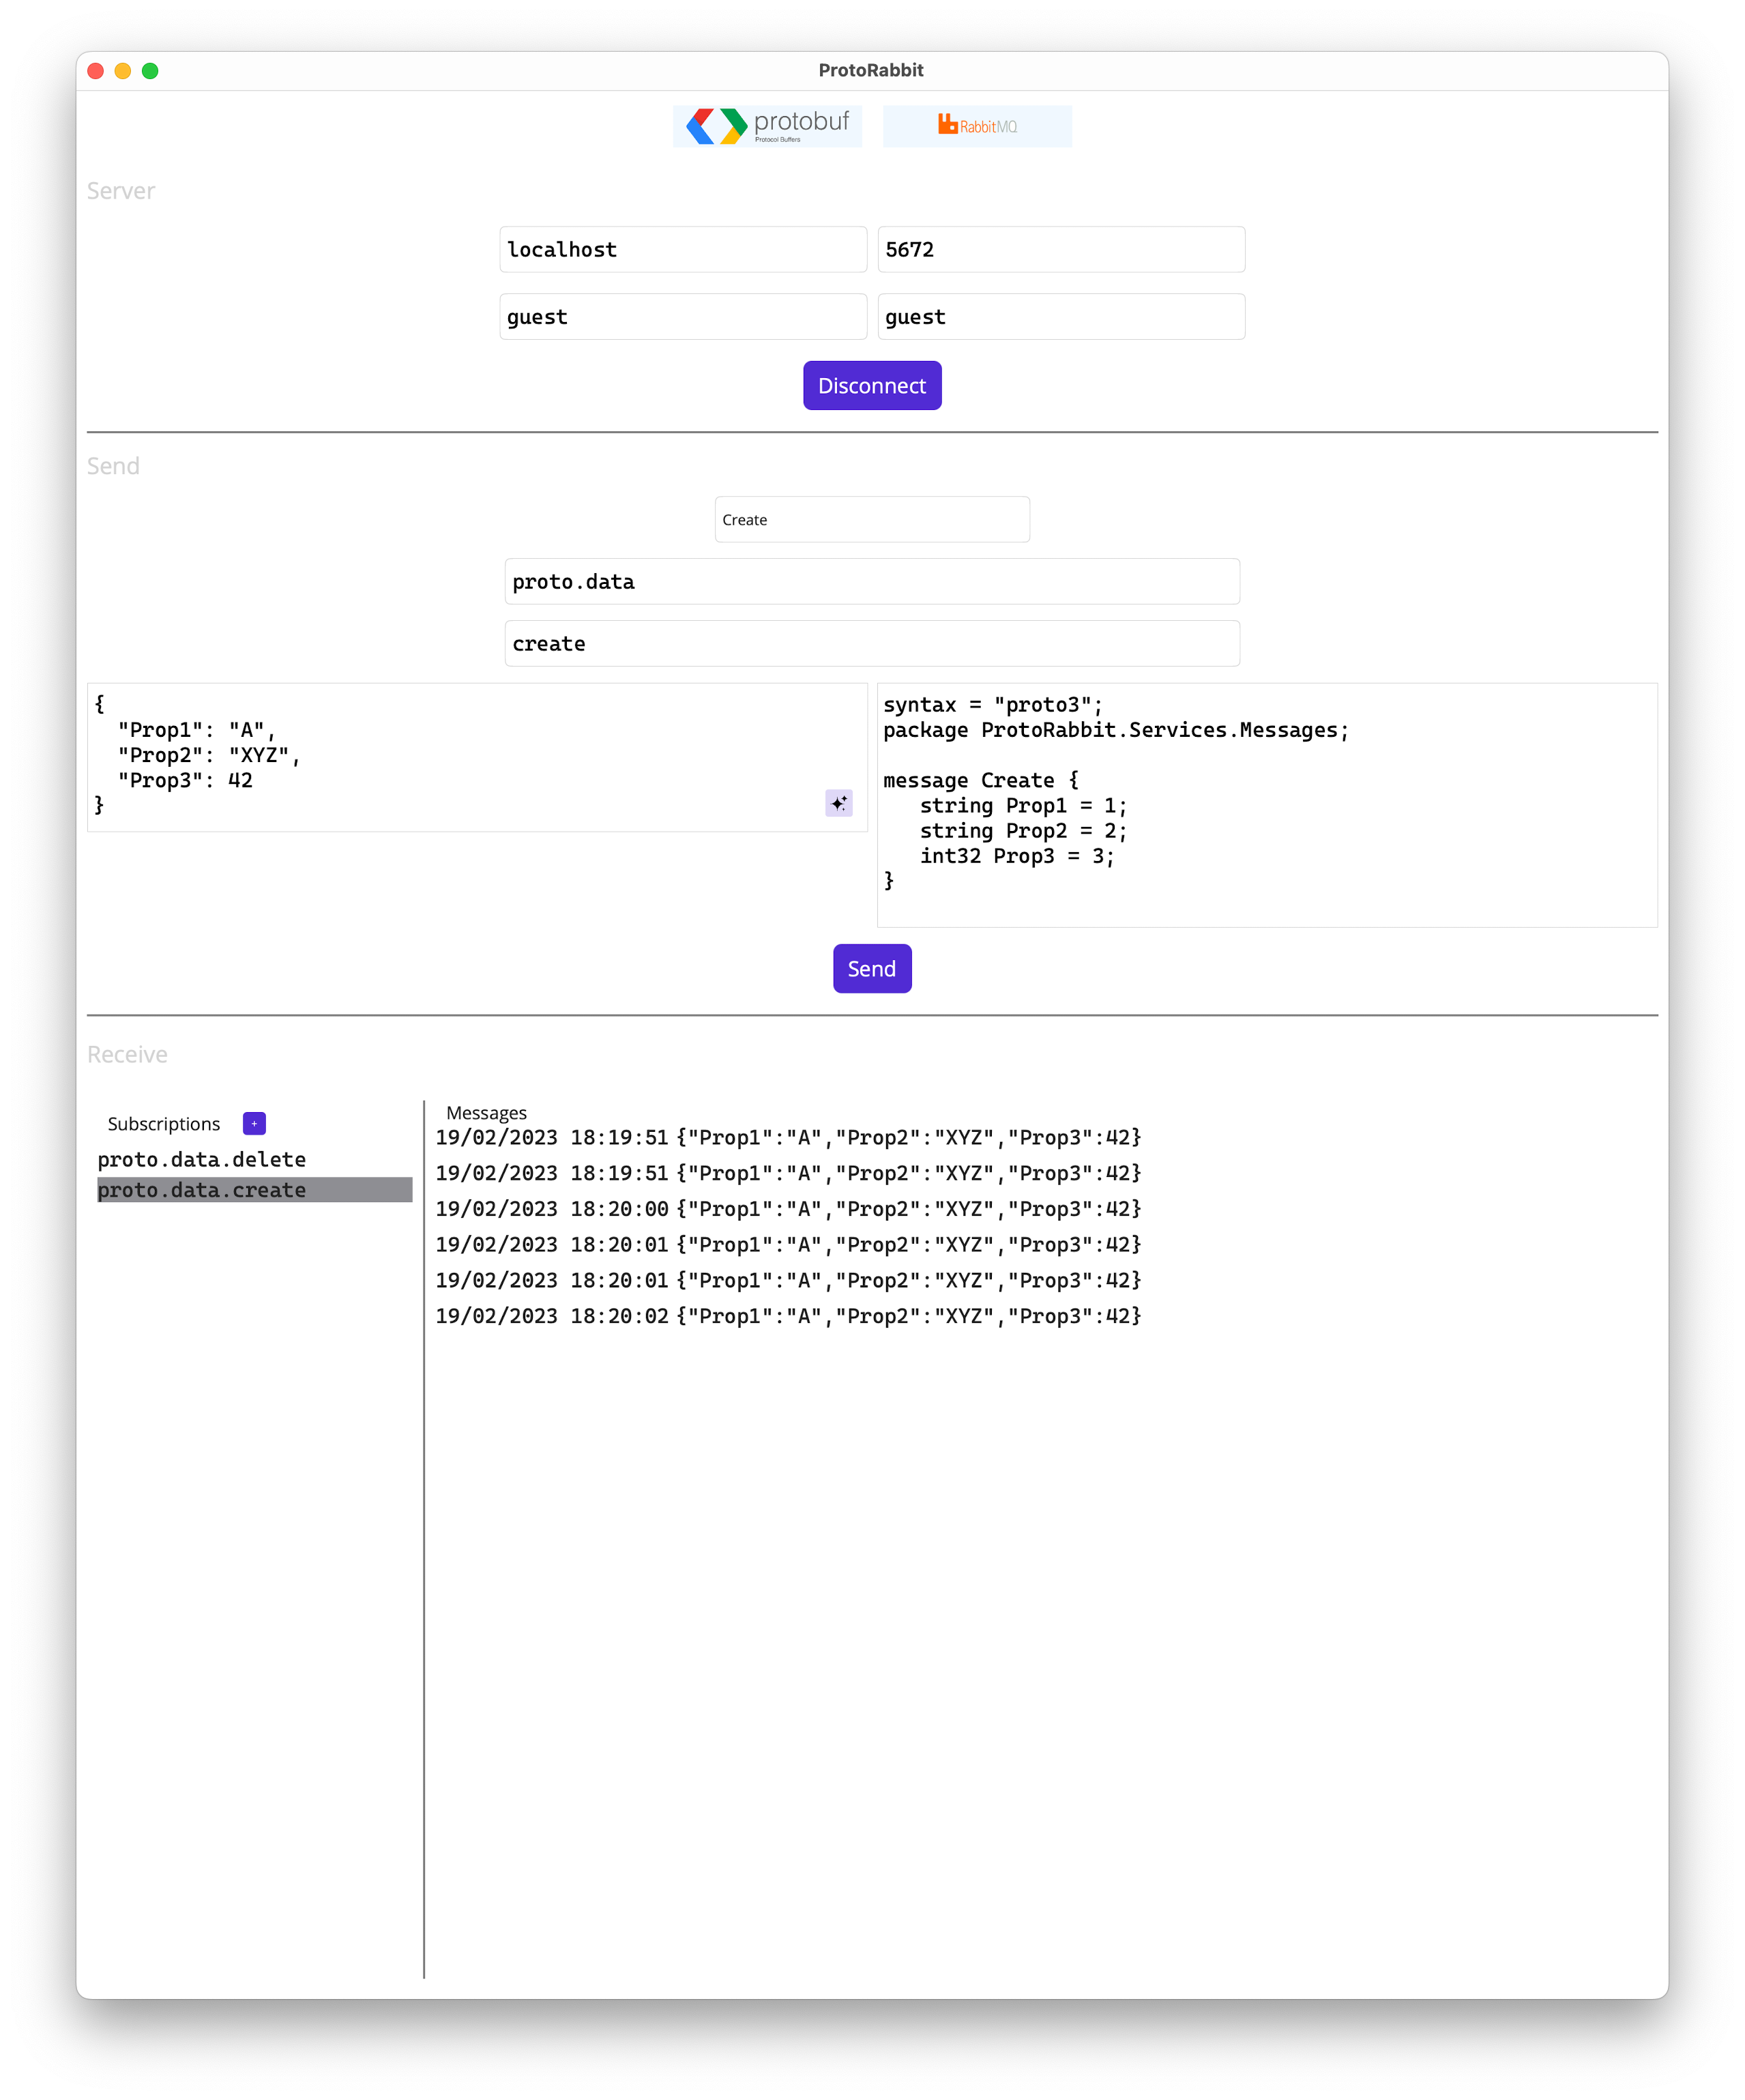 ProtoRabbit
protobuf
Protocol Buffers
RabbitMQ
Server
localhost
5672
guest
guest
Disconnect
Send
Create
proto.data
create
{
  "Prop1": "A",
  "Prop2": "XYZ",
  "Prop3": 42
}
syntax = "proto3";
package ProtoRabbit.Services.Messages;
message Create {
   string Prop1 = 1;
   string Prop2 = 2;
   int32 Prop3 = 3;
}
Send
Receive
Subscriptions +
proto.data.delete
proto.data.create
Messages
19/02/2023 18:19:51 {"Prop1":"A","Prop2":"XYZ","Prop3":42}
19/02/2023 18:19:51 {"Prop1":"A","Prop2":"XYZ","Prop3":42}
19/02/2023 18:20:00 {"Prop1":"A","Prop2":"XYZ","Prop3":42}
19/02/2023 18:20:01 {"Prop1":"A","Prop2":"XYZ","Prop3":42}
19/02/2023 18:20:01 {"Prop1":"A","Prop2":"XYZ","Prop3":42}
19/02/2023 18:20:02 {"Prop1":"A","Prop2":"XYZ","Prop3":42}